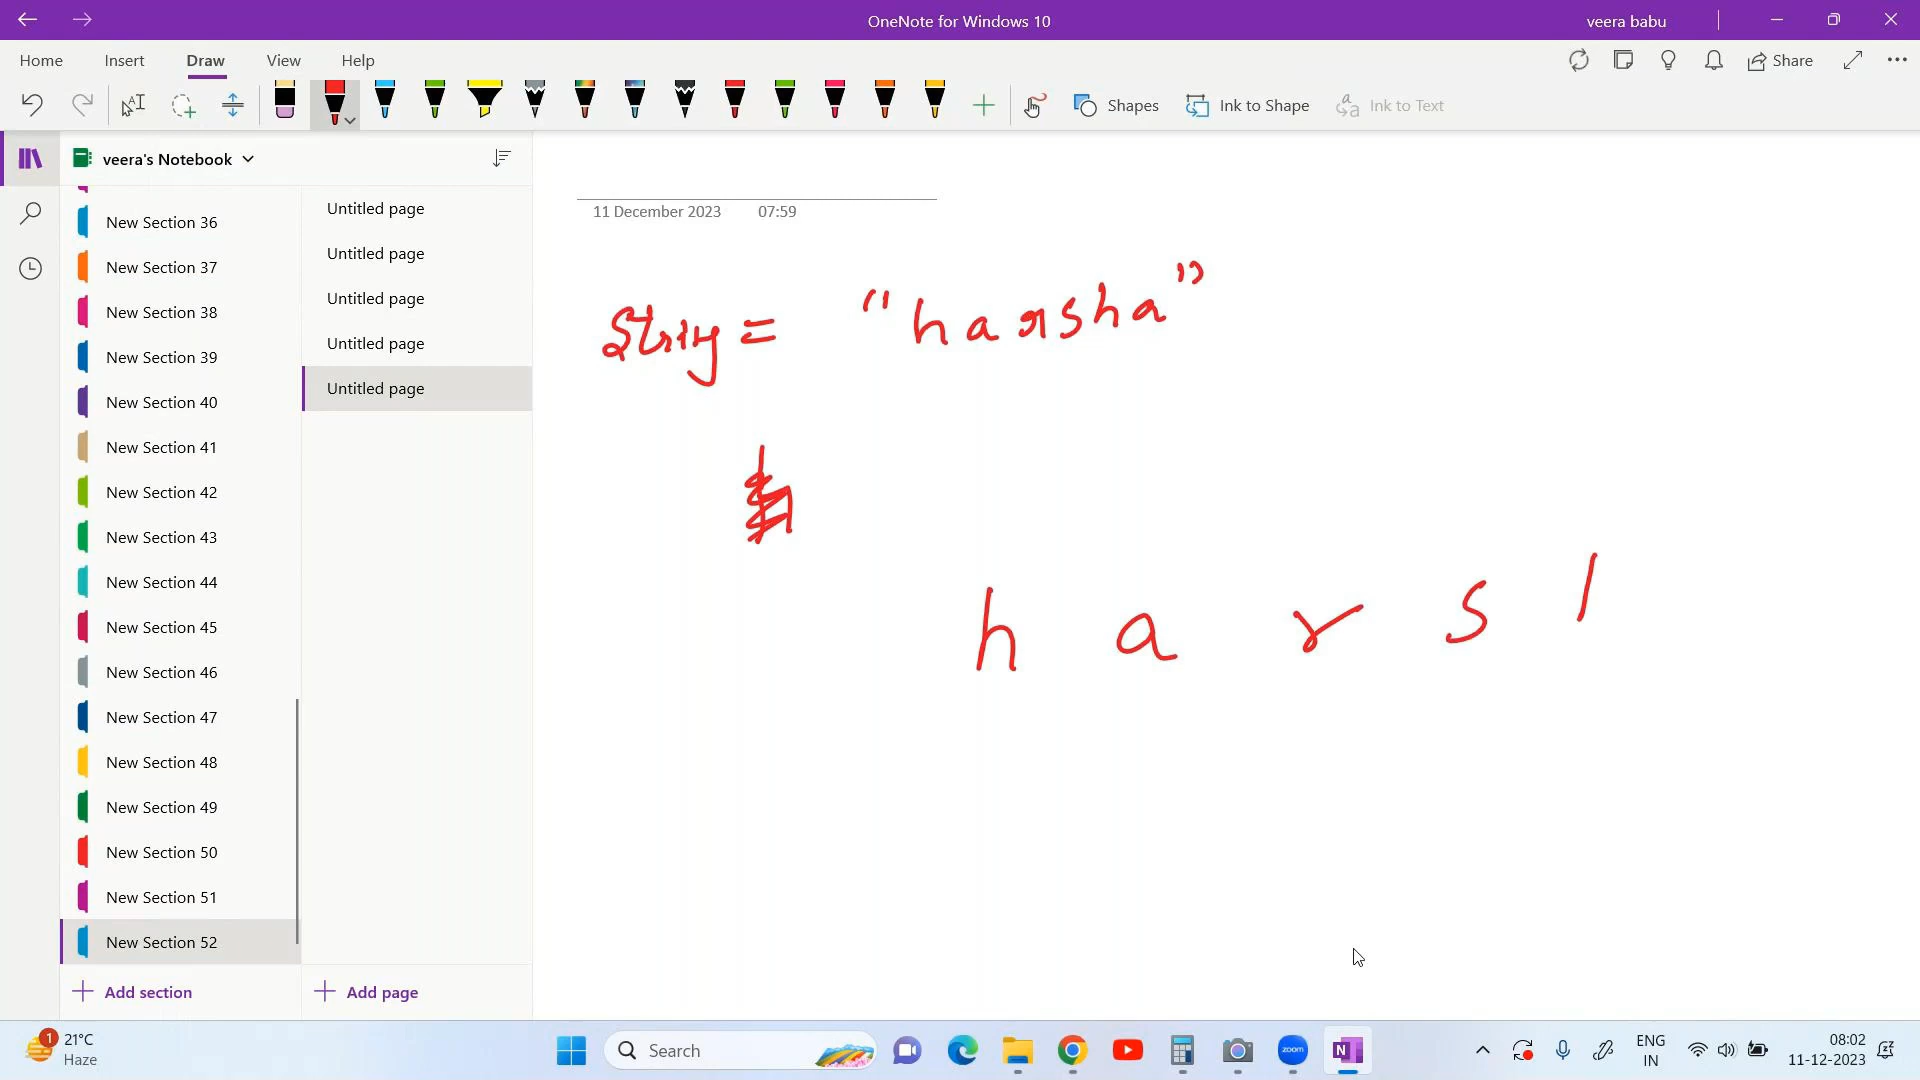 OneNote for Windows 10
veera babu
Home Insert Draw View Help
Share
Shapes Ink to Shape Ink to Text
veera's Notebook
New Section 36
New Section 37
New Section 38
New Section 39
New Section 40
New Section 41
New Section 42
New Section 43
New Section 44
New Section 45
New Section 46
New Section 47
New Section 48
New Section 49
New Section 50
New Section 51
New Section 52
Add section
Untitled page
Untitled page
Untitled page
Untitled page
Untitled page
Add page
11 December 2023 07:59
String = "harsha"
h a r s l
1
21°C
Haze
Search
zoom
N
ENG
IN
08:02
11-12-2023